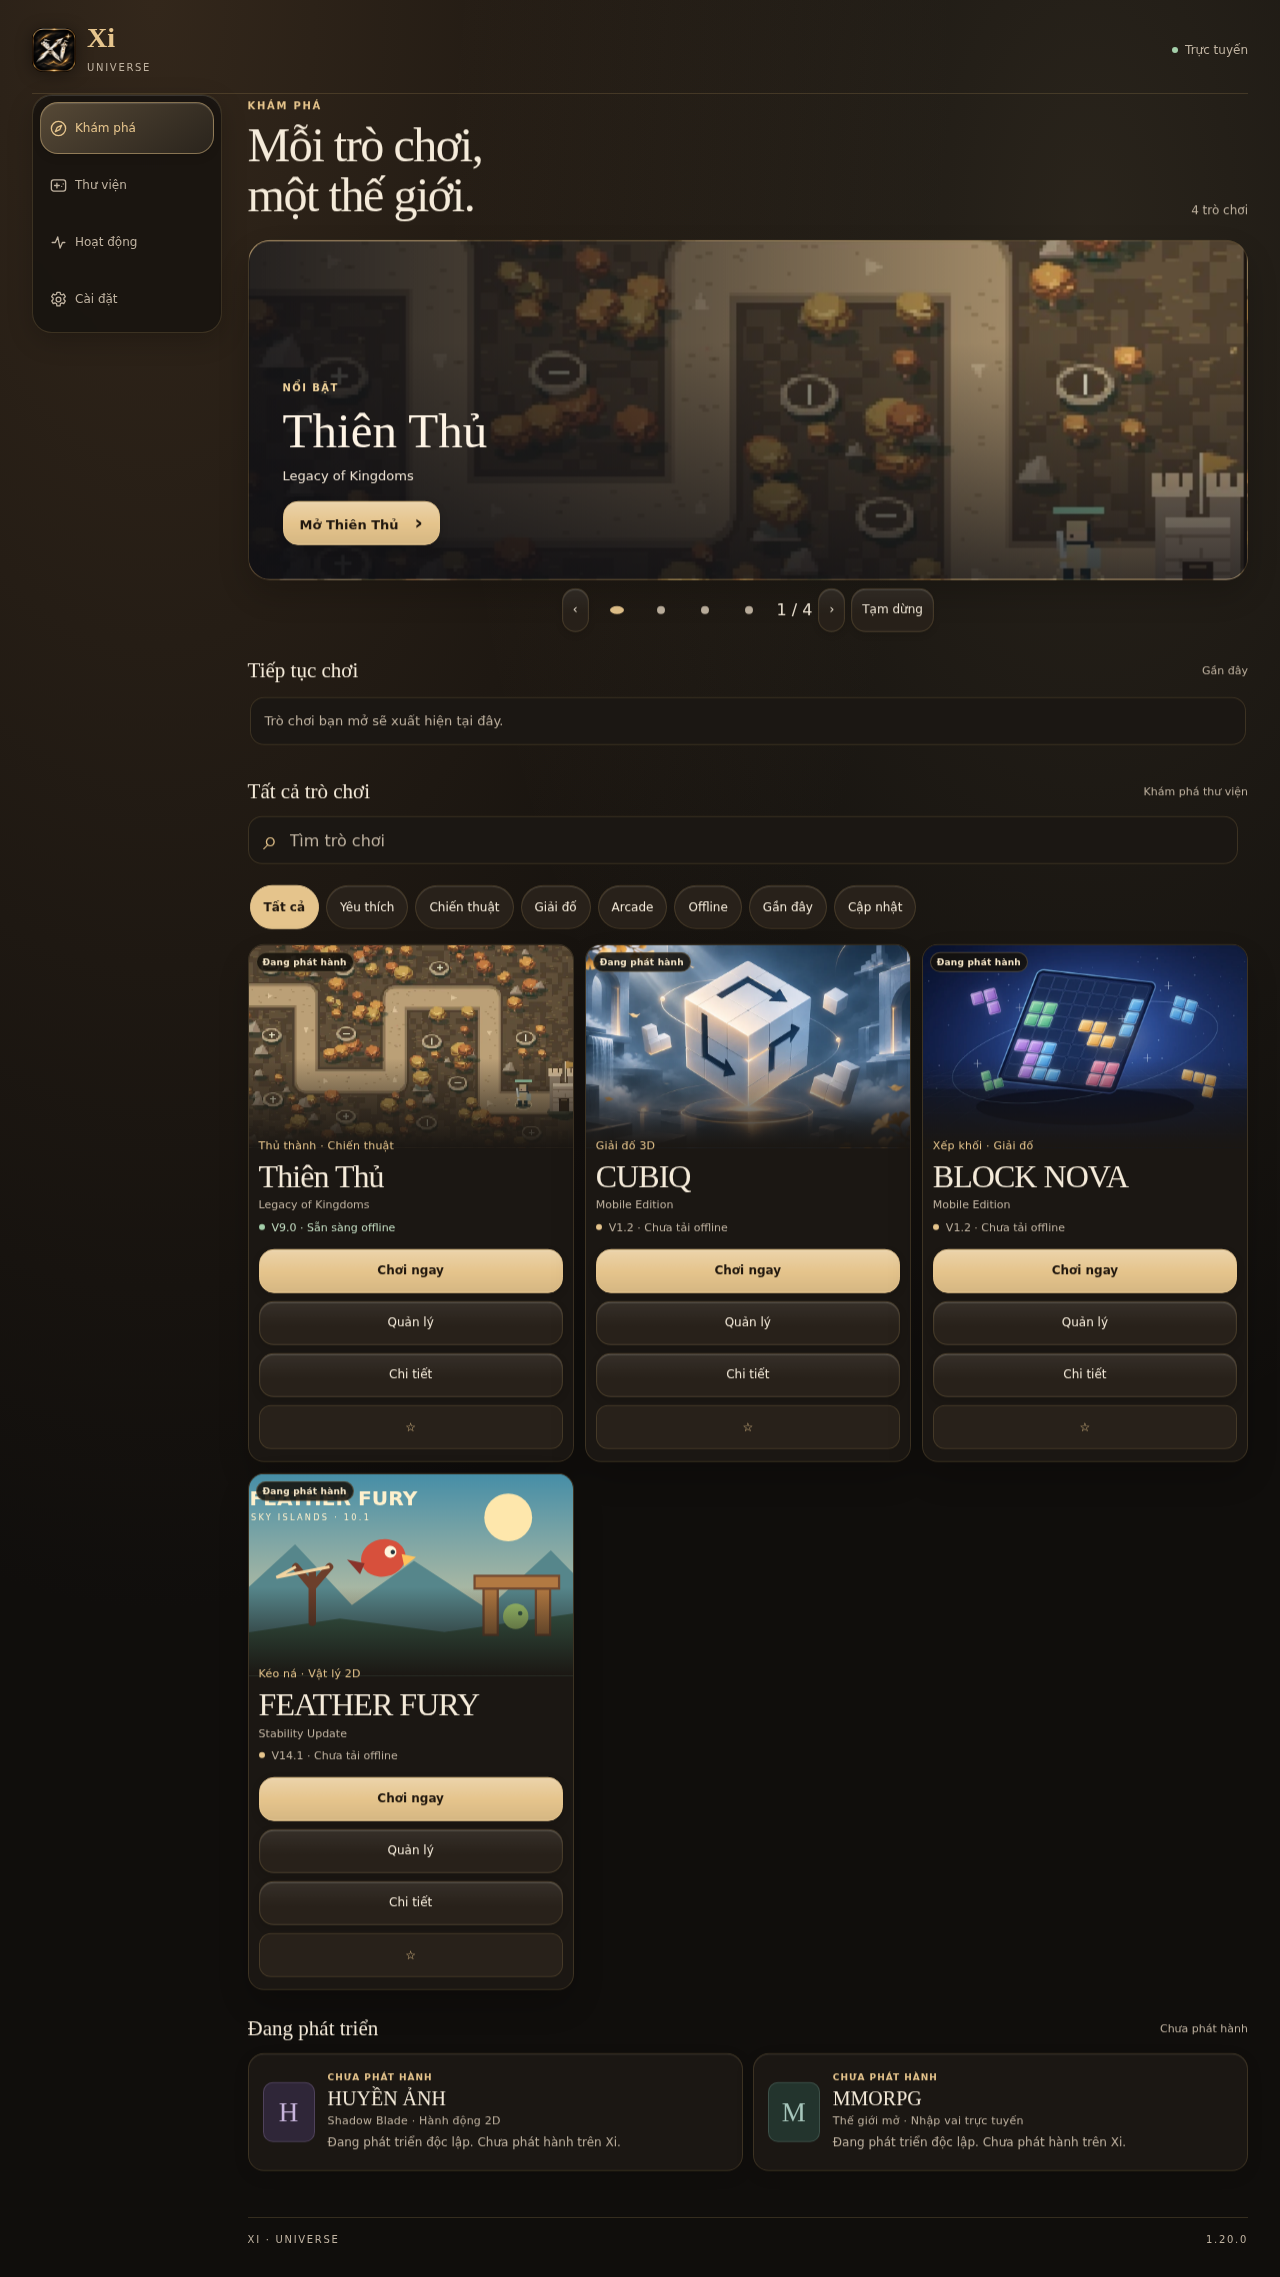 Xi
UNIVERSE
Trực tuyến
Khám phá
Thư viện
Hoạt động
Cài đặt
KHÁM PHÁ
Mỗi trò chơi,
một thế giới.
4 trò chơi
NỔI BẬT
Thiên Thủ
Legacy of Kingdoms
Mở Thiên Thủ ›
‹ 1 / 4 › Tạm dừng
Tiếp tục chơi
Gần đây
Trò chơi bạn mở sẽ xuất hiện tại đây.
Tất cả trò chơi
Khám phá thư viện
Tìm trò chơi
Tất cả Yêu thích Chiến thuật Giải đố Arcade Offline Gần đây Cập nhật
Đang phát hành
Thủ thành · Chiến thuật
Thiên Thủ
Legacy of Kingdoms
V9.0 · Sẵn sàng offline
Chơi ngay
Quản lý
Chi tiết
☆
Đang phát hành
Giải đố 3D
CUBIQ
Mobile Edition
V1.2 · Chưa tải offline
Chơi ngay
Quản lý
Chi tiết
☆
Đang phát hành
Xếp khối · Giải đố
BLOCK NOVA
Mobile Edition
V1.2 · Chưa tải offline
Chơi ngay
Quản lý
Chi tiết
☆
Đang phát hành
FEATHER FURY
SKY ISLANDS · 10.1
Kéo ná · Vật lý 2D
FEATHER FURY
Stability Update
V14.1 · Chưa tải offline
Chơi ngay
Quản lý
Chi tiết
☆
Đang phát triển
Chưa phát hành
H
CHƯA PHÁT HÀNH
HUYỀN ẢNH
Shadow Blade · Hành động 2D
Đang phát triển độc lập. Chưa phát hành trên Xi.
M
CHƯA PHÁT HÀNH
MMORPG
Thế giới mở · Nhập vai trực tuyến
Đang phát triển độc lập. Chưa phát hành trên Xi.
XI · UNIVERSE
1.20.0